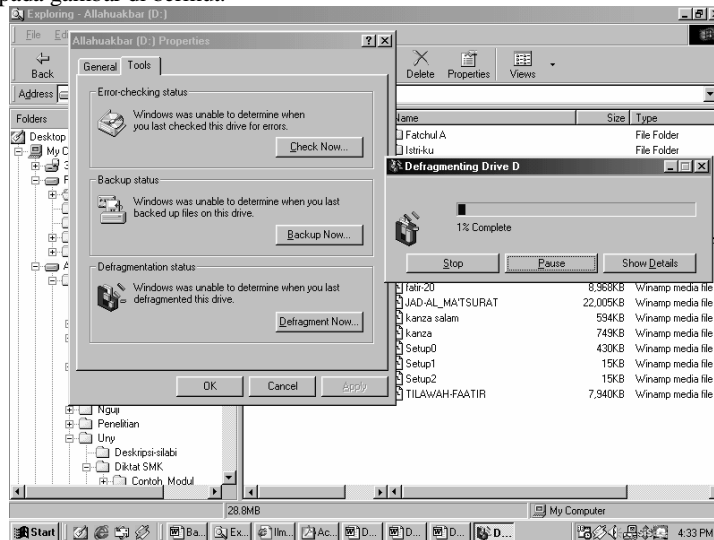 pada gambar di berikut.
Exploring - Allahuakbar (D:)
File Ed
Back
Delete Properties Views
Address
Folders
Desktop
My C
Allahuakbar (D:) Properties
General Tools
Error-checking status
Windows was unable to determine when
you last checked this drive for errors.
Check Now...
Backup status
Windows was unable to determine when you last
backed up files on this drive.
Backup Now...
Defragmentation status
Windows was unable to determine when you last
defragmented this drive.
Defragment Now...
OK Cancel Apply
Name Size Type
Fatchul A File Folder
Istri-ku File Folder
Defragmenting Drive D
1% Complete
Stop Pause Show Details
fatir-20 8,968KB Winamp media file
JAD-AL_MA'TSURAT 22,005KB Winamp media file
kanza salam 594KB Winamp media file
kanza 749KB Winamp media file
Setup0 430KB Winamp media file
Setup1 15KB Winamp media file
Setup2 15KB Winamp media file
TILAWAH-FAATIR 7,940KB Winamp media file
Nguji
Penelitian
Uny
Deskripsi-silabi
Diktat SMK
Contoh_Modul
28.8MB My Computer
Start Ba... Ex... Ilm... Ac... D... D... D... D... 4:33 PM